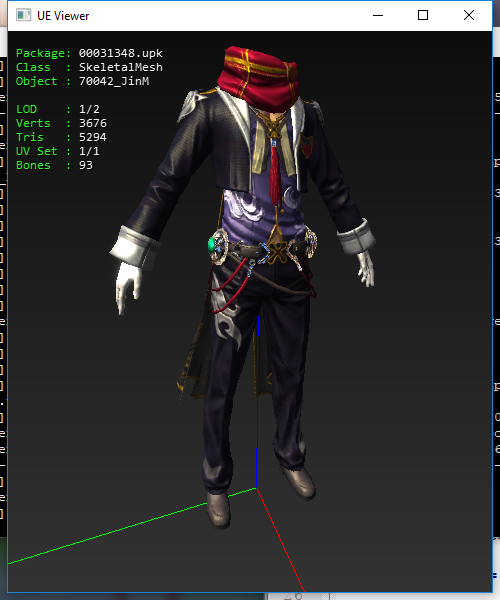 UE Viewer
Package: 00031348.upk
Class  : SkeletalMesh
Object : 70042_JinM
LOD    : 1/2
Verts  : 3676
Tris   : 5294
UV Set : 1/1
Bones  : 93